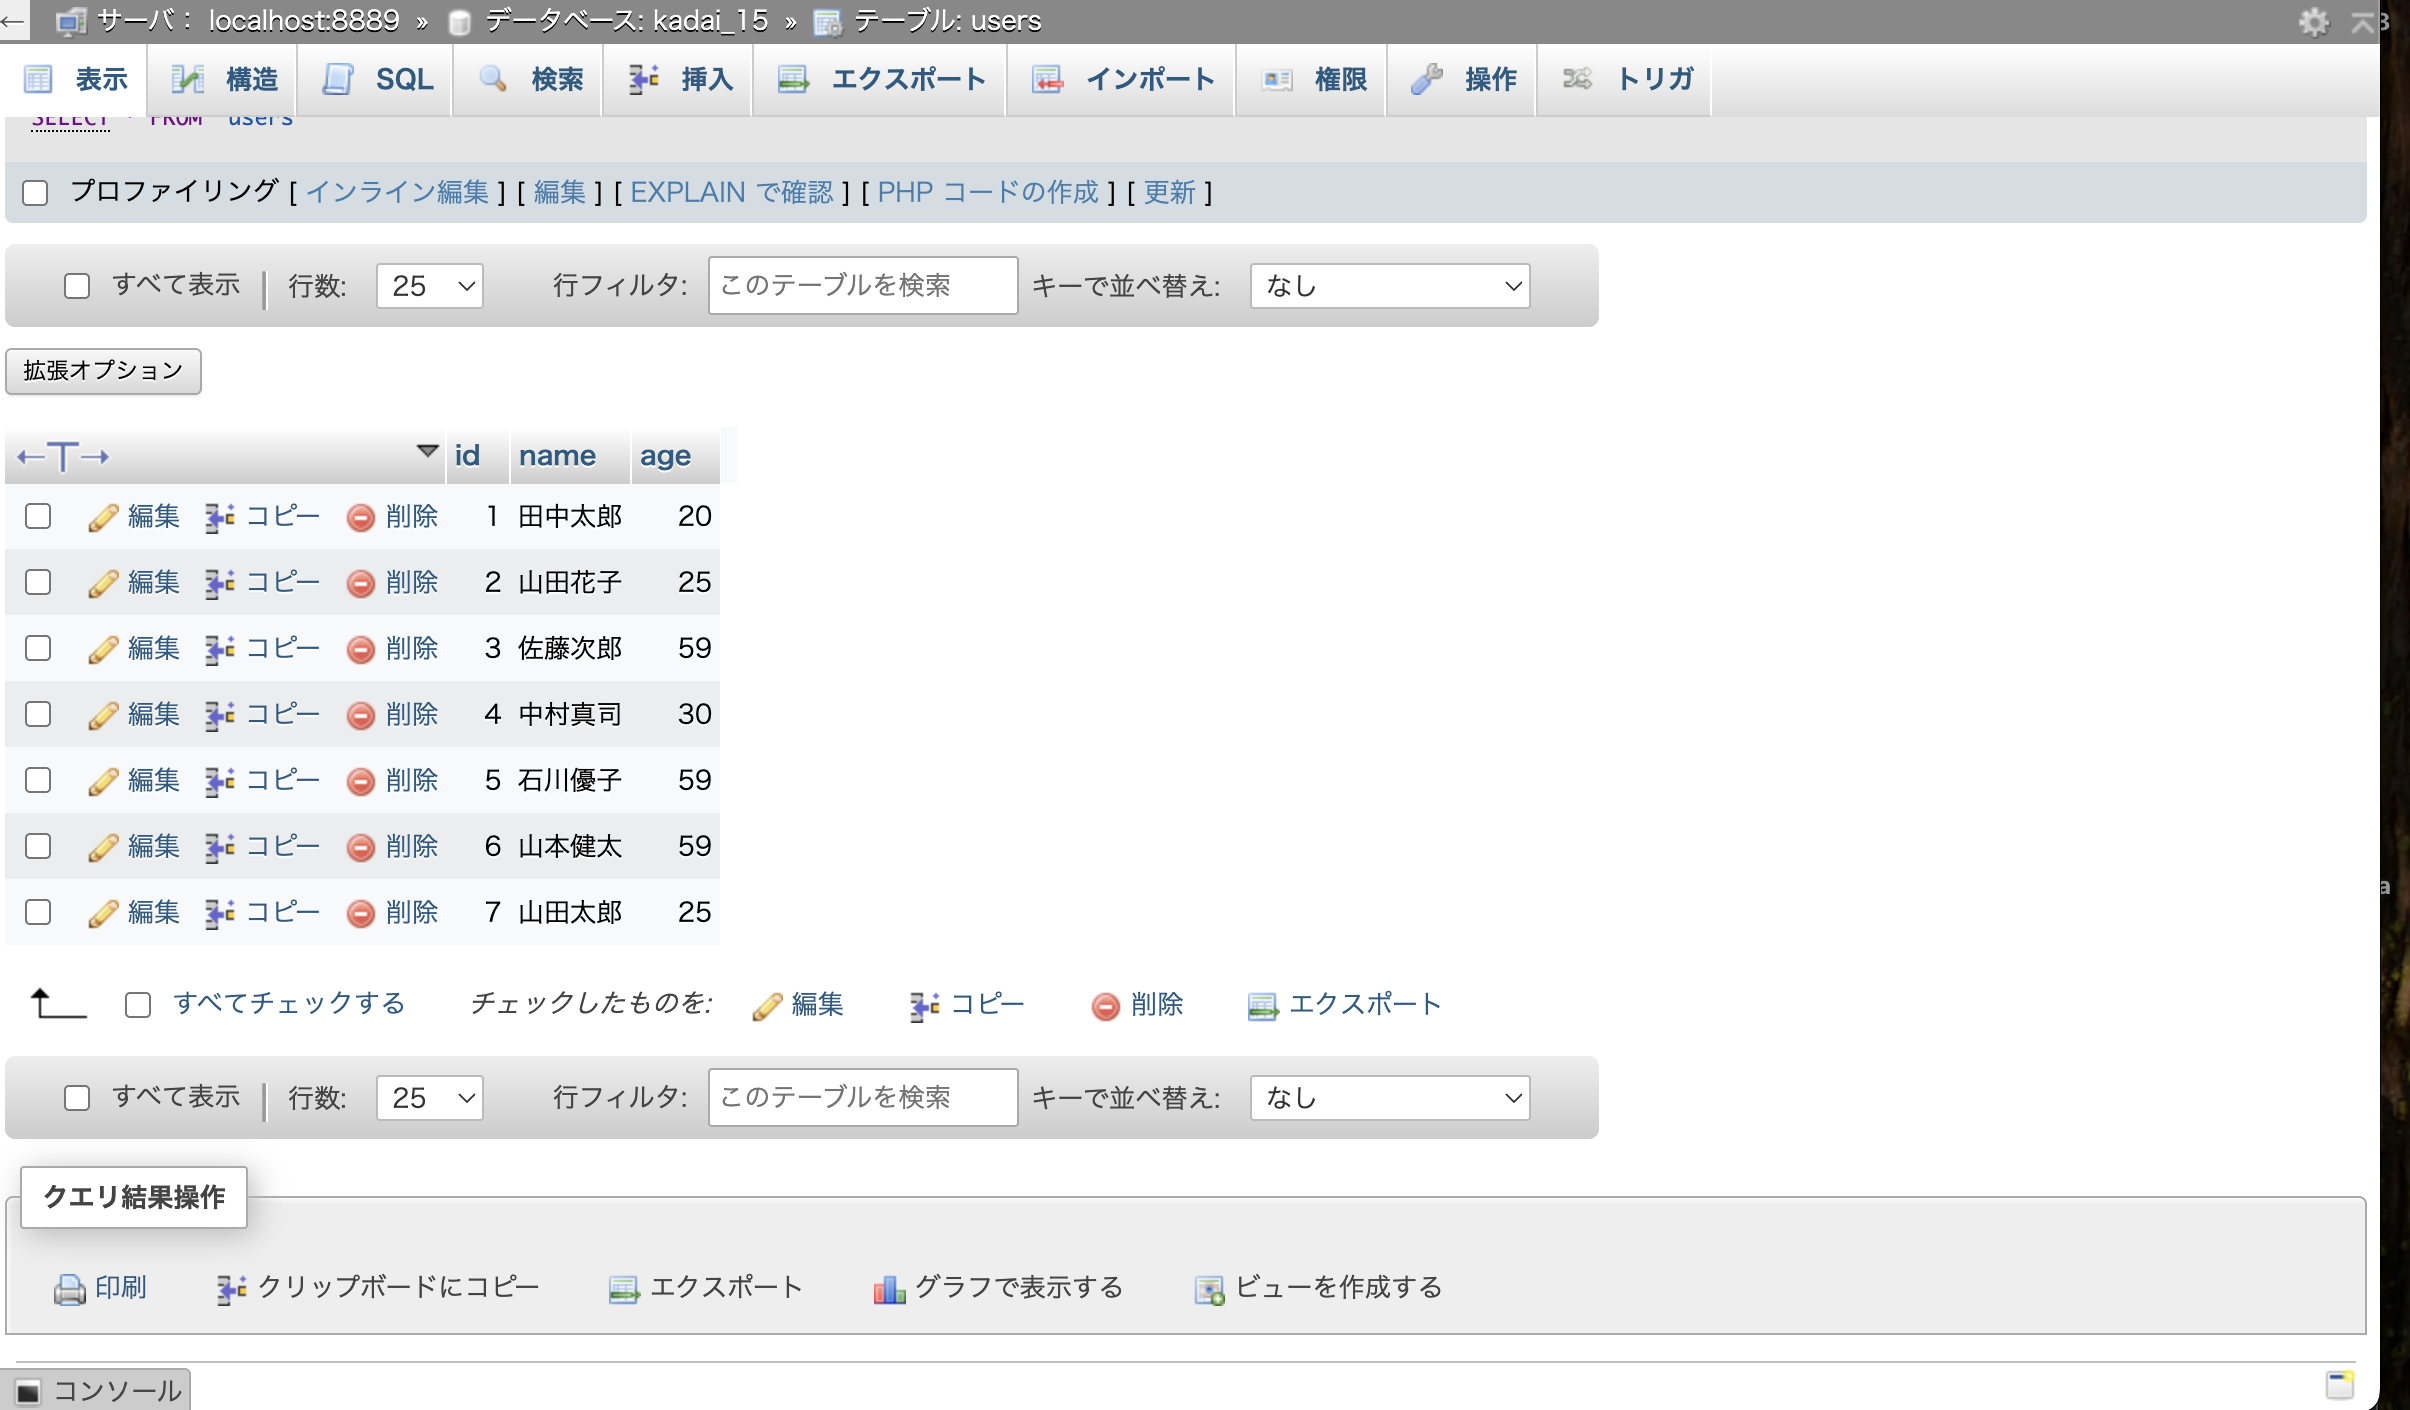 サーバ： localhost:8889 » データベース: kadai_15 » テーブル: users
表示 構造 SQL 検索 挿入 エクスポート インポート 権限 操作 トリガ
SELECT * FROM `users`
プロファイリング [ インライン編集 ] [ 編集 ] [ EXPLAIN で確認 ] [ PHP コードの作成 ] [ 更新 ]
すべて表示 行数: 25 行フィルタ: このテーブルを検索 キーで並べ替え: なし
拡張オプション
←T→ id name age
編集 コピー 削除 1 田中太郎 20
編集 コピー 削除 2 山田花子 25
編集 コピー 削除 3 佐藤次郎 59
編集 コピー 削除 4 中村真司 30
編集 コピー 削除 5 石川優子 59
編集 コピー 削除 6 山本健太 59
編集 コピー 削除 7 山田太郎 25
すべてチェックする チェックしたものを: 編集 コピー 削除 エクスポート
すべて表示 行数: 25 行フィルタ: このテーブルを検索 キーで並べ替え: なし
クエリ結果操作
印刷 クリップボードにコピー エクスポート グラフで表示する ビューを作成する
コンソール